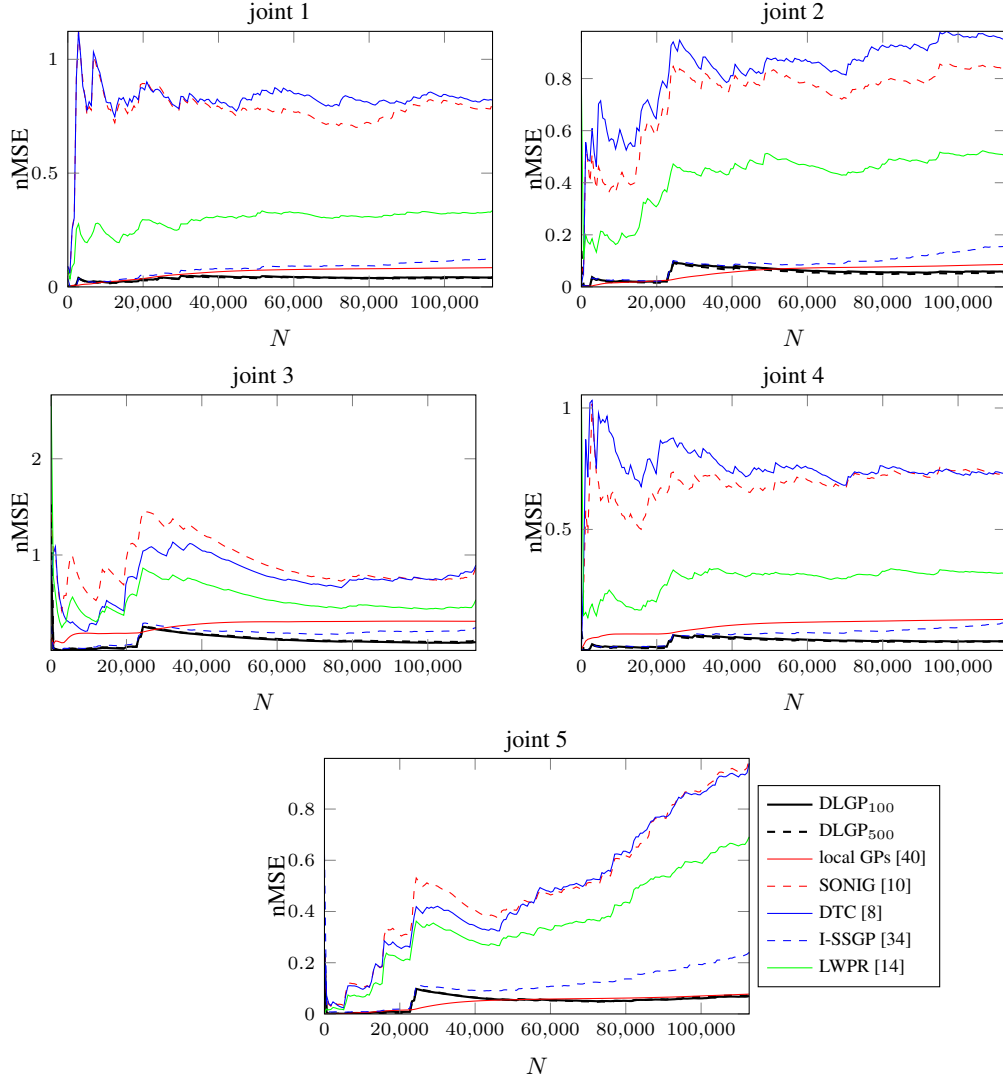 joint 1
nMSE
1
0.5
0
0
20,000
40,000
60,000
80,000
100,000
N
joint 2
nMSE
0.8
0.6
0.4
0.2
0
0
20,000
40,000
60,000
80,000
100,000
N
joint 3
nMSE
2
1
0
20,000
40,000
60,000
80,000
100,000
N
joint 4
nMSE
1
0.5
0
20,000
40,000
60,000
80,000
100,000
N
joint 5
nMSE
0.8
0.6
0.4
0.2
0
0
20,000
40,000
60,000
80,000
100,000
N
DLGP100
DLGP500
local GPs [40]
SONIG [10]
DTC [8]
I-SSGP [34]
LWPR [14]